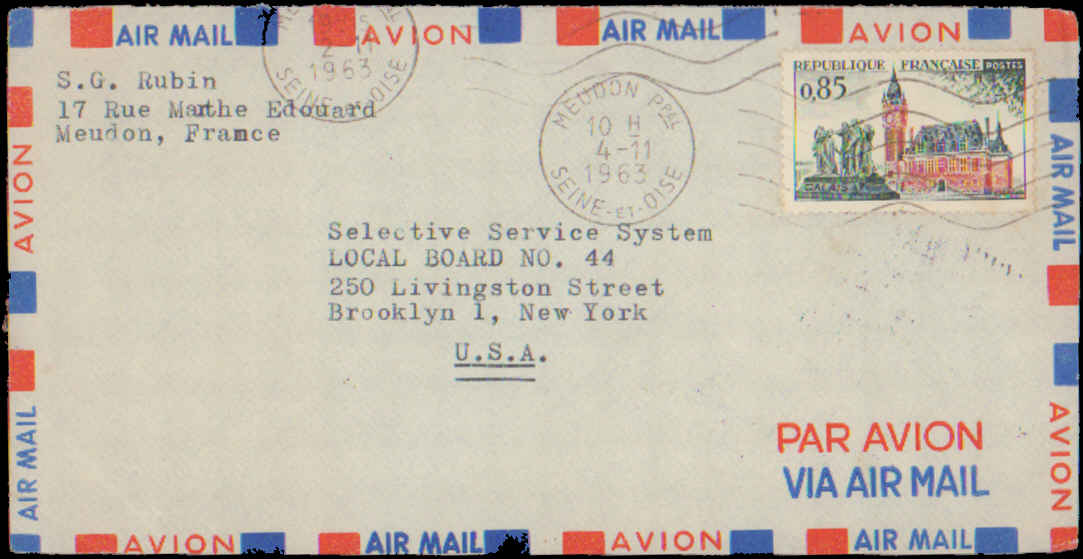 AIR MAIL AVION AIR MAIL AVION
S.G. Rubin
17 Rue Marthe Edouard
Meudon, France
2-11
1963
SEINE-ET-OISE
MEUDON PPAL
10 H
4-11
1963
SEINE-ET-OISE
REPUBLIQUE FRANÇAISE POSTES
0,85
CALAIS
Selective Service System
LOCAL BOARD NO. 44
250 Livingston Street
Brooklyn 1, New York
U.S.A.
PAR AVION
VIA AIR MAIL
AVION
AIR MAIL
AIR MAIL
AVION
AVION AIR MAIL AVION AIR MAIL